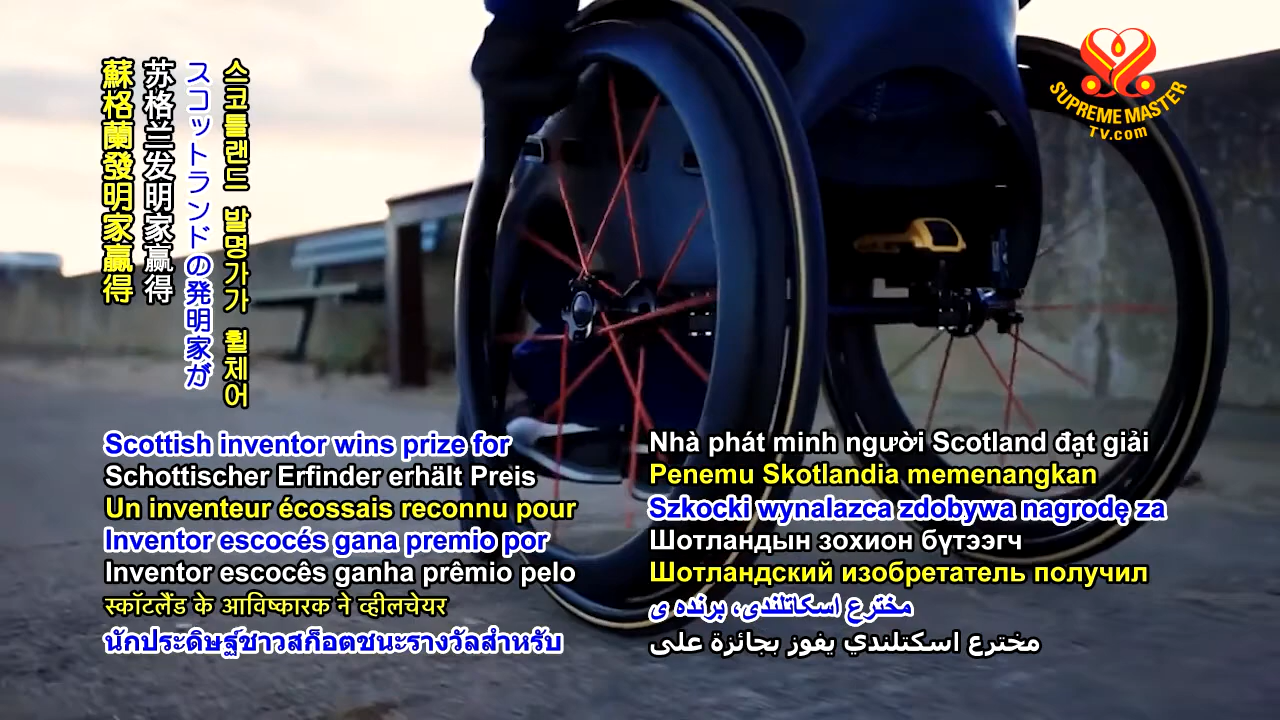 蘇格蘭發明家贏得
苏格兰发明家赢得
スコットランドの発明家が
스코틀랜드 발명가가 휠체어
SUPREME MASTER
TV.com
Scottish inventor wins prize for
Schottischer Erfinder erhält Preis
Un inventeur écossais reconnu pour
Inventor escocés gana premio por
Inventor escocês ganha prêmio pelo
स्कॉटलैंड के आविष्कारक ने व्हीलचेयर
นักประดิษฐ์ชาวสก็อตชนะรางวัลสำหรับ
Nhà phát minh người Scotland đạt giải
Penemu Skotlandia memenangkan
Szkocki wynalazca zdobywa nagrodę za
Шотландын зохион бүтээгч
Шотландский изобретатель получил
مخترع اسکاتلندی، برنده ی
مخترع اسكتلندي يفوز بجائزة على